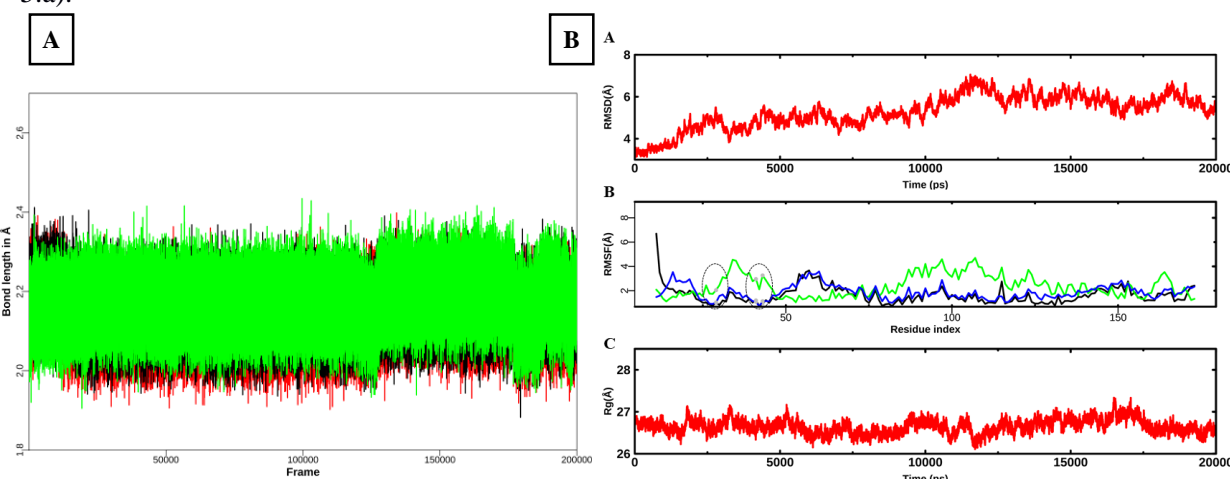 5.a).
A
B
Bond length in Å
2,6
2,4
2,2
2,0
1,8
50000
100000
150000
200000
Frame
A
RMSD(Å)
8
6
4
0
5000
10000
15000
20000
Time (ps)
B
RMSF(Å)
8
6
4
2
50
100
150
Residue index
C
Rg(Å)
28
27
26
0
5000
10000
15000
20000
Time (ps)